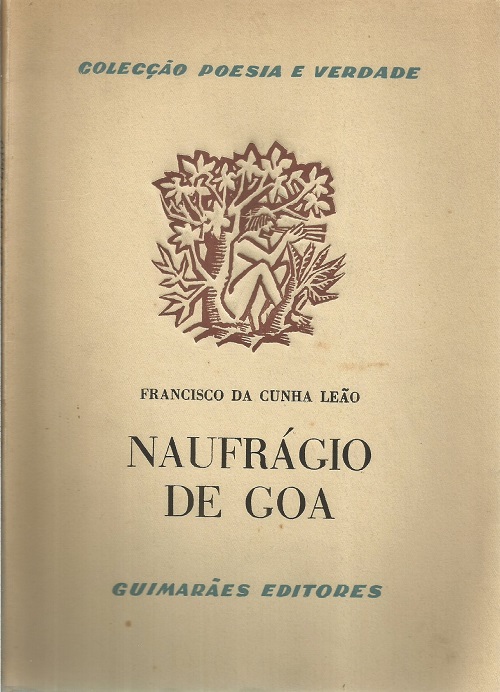 COLECÇÃO POESIA E VERDADE
FRANCISCO DA CUNHA LEÃO
NAUFRÁGIO
DE GOA
GUIMARÃES EDITORES